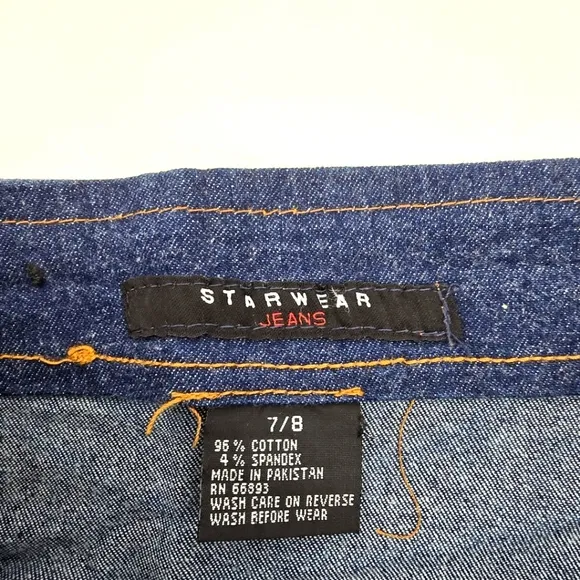 STARWEAR
JEANS
7/8
96% COTTON
4% SPANDEX
MADE IN PAKISTAN
RN 66893
WASH CARE ON REVERSE
WASH BEFORE WEAR